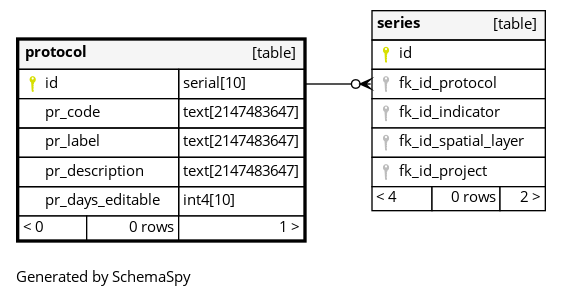 protocol [table]
id serial[10]
pr_code text[2147483647]
pr_label text[2147483647]
pr_description text[2147483647]
pr_days_editable int4[10]
< 0 0 rows 1 >
series [table]
id
fk_id_protocol
fk_id_indicator
fk_id_spatial_layer
fk_id_project
< 4 0 rows 2 >
Generated by SchemaSpy